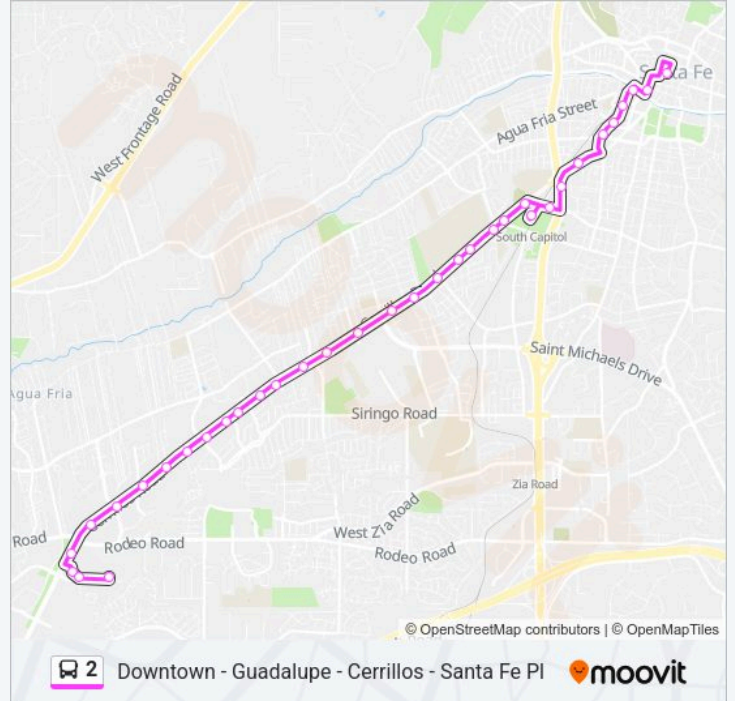 West Frontage Road
Santa Fe
Agua Fria Street
South Capitol
Saint Michaels Drive
Agua Fria
Siringo Road
Zia Road
West Zia Road
Road
Rodeo Road
Rodeo Road
© OpenStreetMap contributors | © OpenMapTiles
2 Downtown - Guadalupe - Cerrillos - Santa Fe Pl
moovit